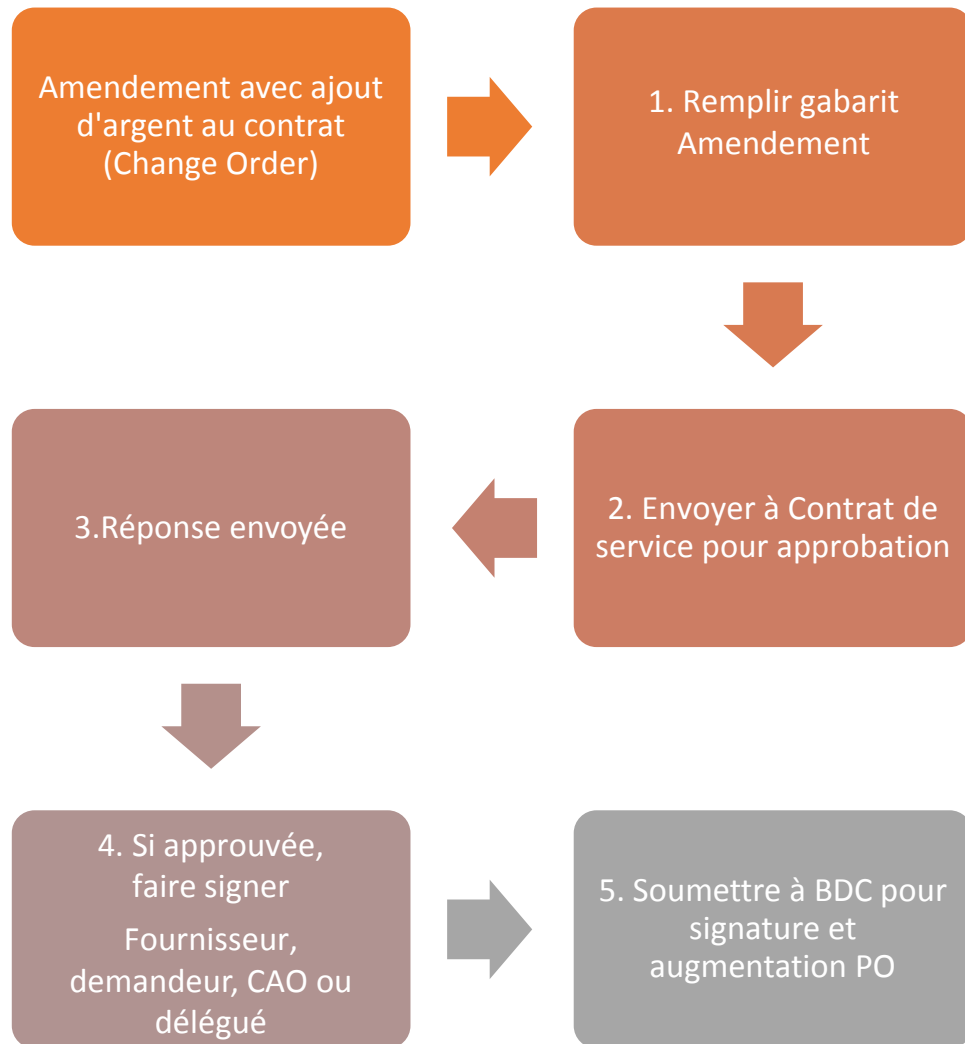 Amendement avec ajout
d'argent au contrat
(Change Order)
1. Remplir gabarit
Amendement
2. Envoyer à Contrat de
service pour approbation
3.Réponse envoyée
4. Si approuvée,
faire signer
Fournisseur,
demandeur, CAO ou
délégué
5. Soumettre à BDC pour
signature et
augmentation PO